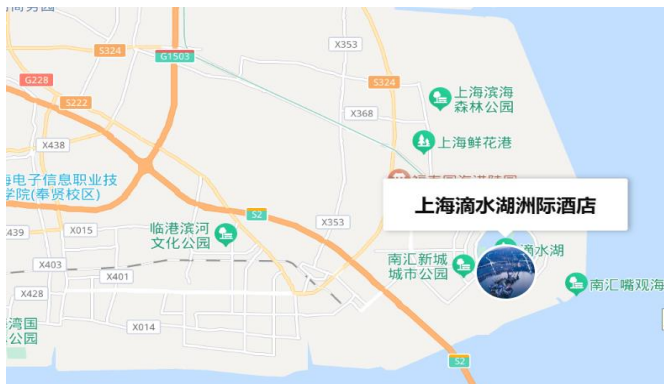 S324
G1503
X353
S324
G228
上海滨海
森林公园
S222
X368
上海鲜花港
X438
电子信息职业技
学院(奉贤校区)
上海滴水湖洲际酒店
S2
X353
439
X015
临港滨河
文化公园
滴水湖
南汇新城
城市公园
X403
X401
南汇嘴观海
X428
湾国
公园
X014
S2